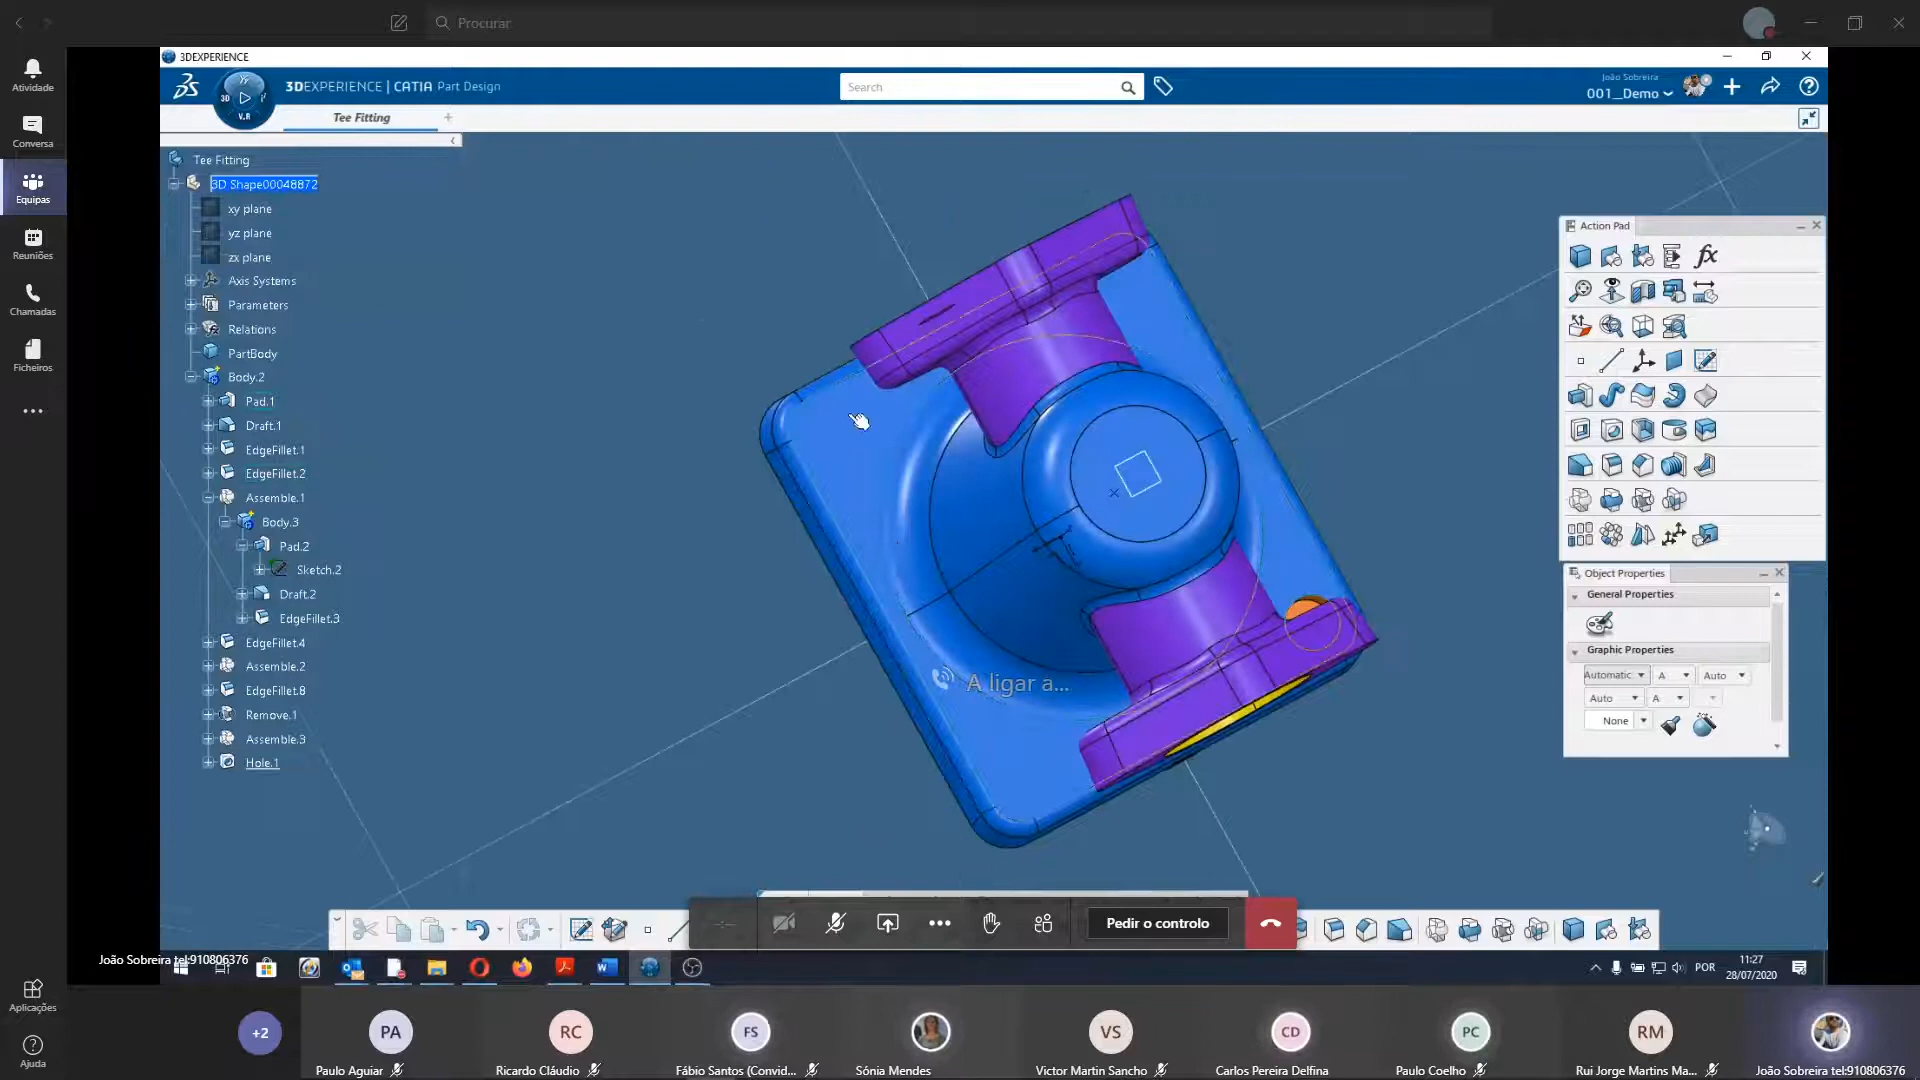 Procurar
Atividade
Conversa
Equipas
Reuniões
Chamadas
Ficheiros
Aplicações
Ajuda
3DEXPERIENCE
3DEXPERIENCE | CATIA Part Design
3D
V.R
Search
João Sobreira
001__Demo
Tee Fitting
Tee Fitting
3D Shape00048872
xy plane
yz plane
zx plane
Axis Systems
Parameters
Relations
PartBody
Body.2
Pad.1
Draft.1
EdgeFillet.1
EdgeFillet.2
Assemble.1
Body.3
Pad.2
Sketch.2
Draft.2
EdgeFillet.3
EdgeFillet.4
Assemble.2
EdgeFillet.8
Remove.1
Assemble.3
Hole.1
Action Pad
fx
Object Properties
General Properties
Graphic Properties
Automatic A Auto
Auto A
None
A ligar a...
Pedir o controlo
João Sobreira tel:910806376
POR
11:27
28/07/2020
+2
PA
RC
FS
VS
CD
PC
RM
Paulo Aguiar
Ricardo Cláudio
Fábio Santos (Convid...
Sónia Mendes
Victor Martin Sancho
Carlos Pereira Delfina
Paulo Coelho
Rui Jorge Martins Ma...
João Sobreira tel:910806376